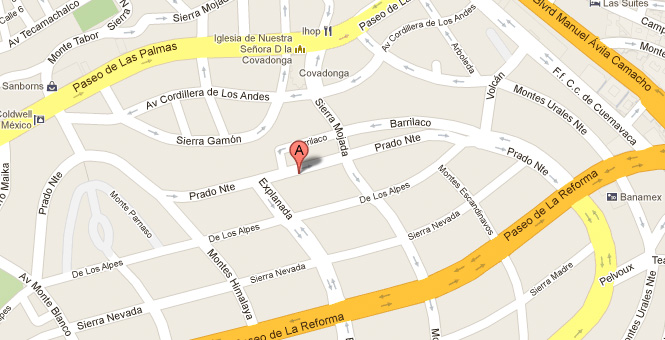 Calle 6
Av Tecamachalco
Monte Tabor
Sierra
Sierra Mojada
Ihop
Paseo de Las Palmas
Iglesia de Nuestra
Señora D la
Covadonga
Covadonga
Av Cordillera de Los Andes
Arboleda
Blvrd Manuel Ávila Camacho
Las Suites
Campo
F.f. C.c. de Cuernavaca
Volcán
Montes Urales Nte
Sanborns
Paseo de Las Palmas
Coldwell
México
Av Cordillera de Los Andes
Sierra Gamón
Sierra Mojada
Barrilaco
Barrilaco
Prado Nte
Prado Nte
A
Prado Nte
Prado Nte
Maika
Monte Parnaso
Explanada
De Los Alpes
Montes Escandinavos
Paseo de La Reforma
Banamex
De Los Alpes
Sierra Nevada
De Los Alpes
Sierra Nevada
Montes Himalaya
Sierra Madre
Pelvoux
Montes Urales Nte
Av Monte Blanco
Sierra Nevada
Paseo de La Reforma